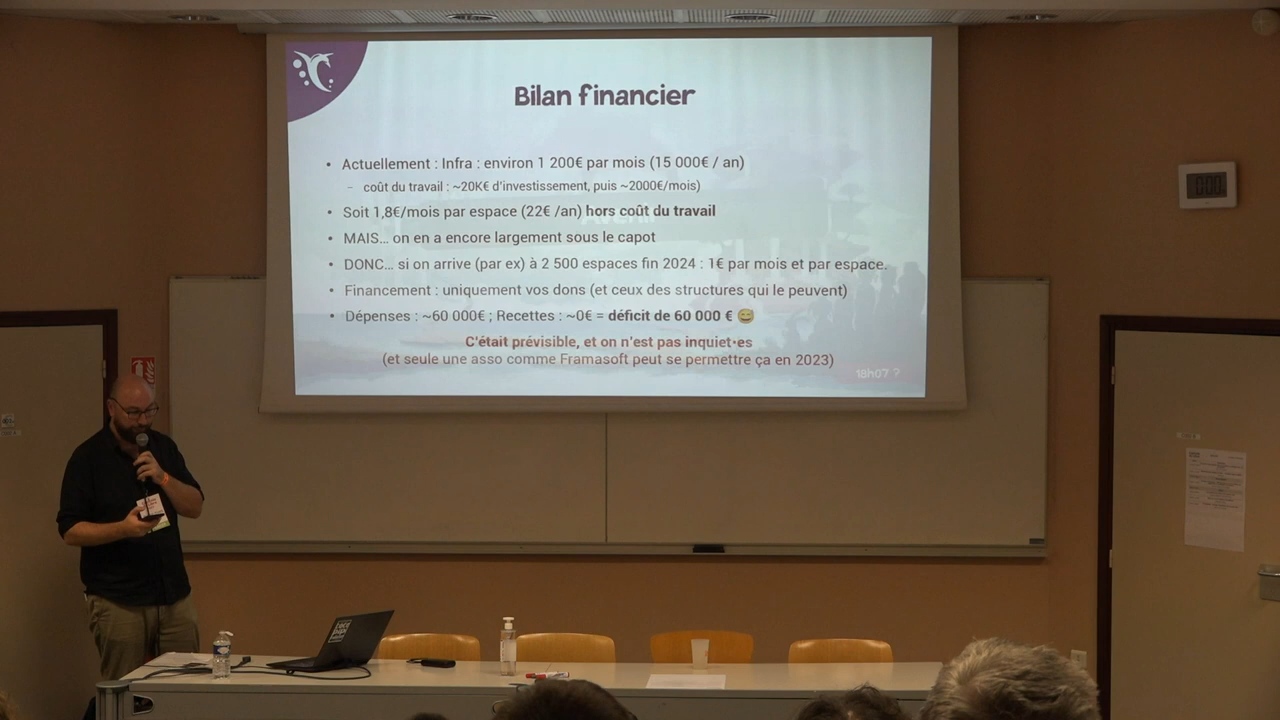 Bilan financier
• Actuellement : Infra : environ 1 200€ par mois (15 000€ / an)
– coût du travail : ~20K€ d'investissement, puis ~2000€/mois)
• Soit 1,8€/mois par espace (22€ /an) hors coût du travail
• MAIS… on en a encore largement sous le capot
• DONC… si on arrive (par ex) à 2 500 espaces fin 2024 : 1€ par mois et par espace.
• Financement : uniquement vos dons (et ceux des structures qui le peuvent)
• Dépenses : ~60 000€ ; Recettes : ~0€ = déficit de 60 000 € 😅
C'était prévisible, et on n'est pas inquiet·es
(et seule une asso comme Framasoft peut se permettre ça en 2023)
18h07 ?